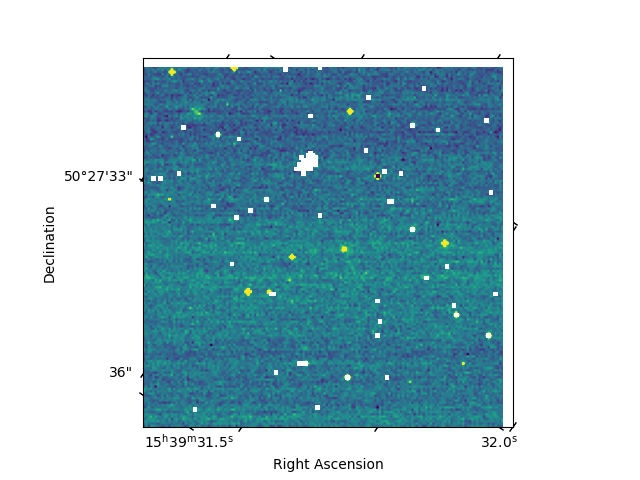 50°27'33"
Declination
36"
15ʰ39ᵐ31.5ˢ 32.0ˢ
Right Ascension